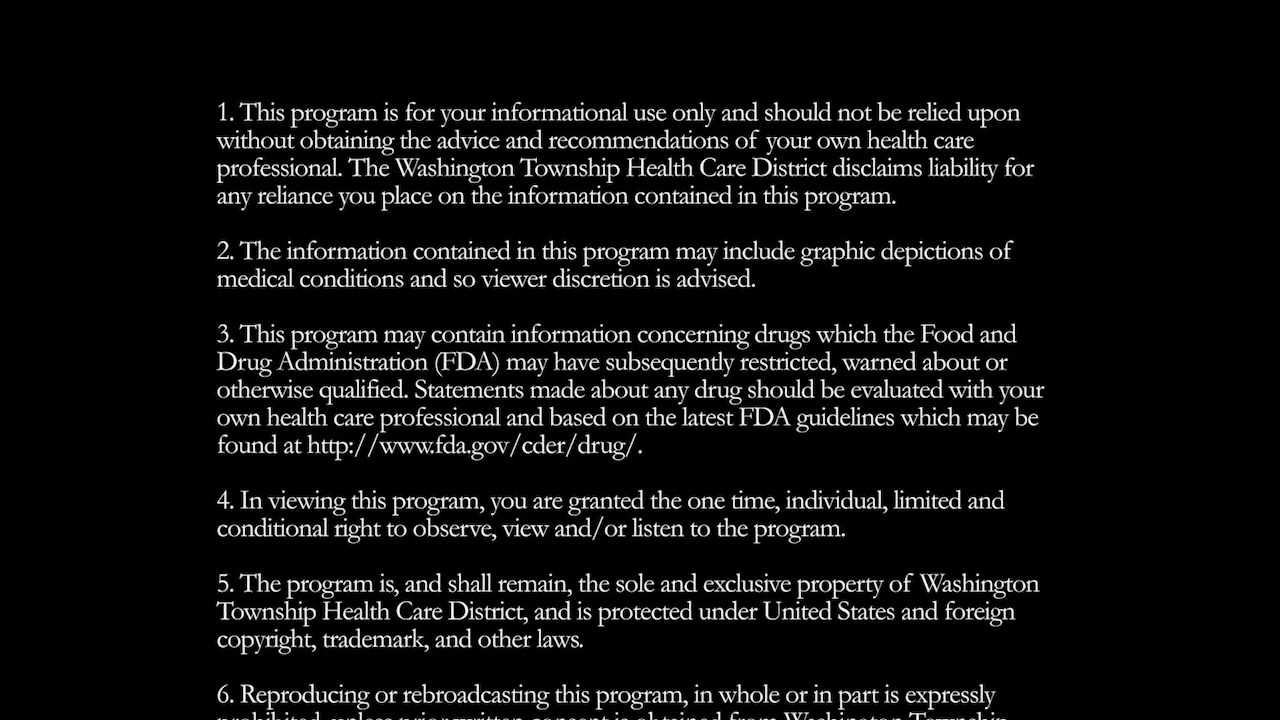 1. This program is for your informational use only and should not be relied upon
without obtaining the advice and recommendations of your own health care
professional. The Washington Township Health Care District disclaims liability for
any reliance you place on the information contained in this program.
2. The information contained in this program may include graphic depictions of
medical conditions and so viewer discretion is advised.
3. This program may contain information concerning drugs which the Food and
Drug Administration (FDA) may have subsequently restricted, warned about or
otherwise qualified. Statements made about any drug should be evaluated with your
own health care professional and based on the latest FDA guidelines which may be
found at http://www.fda.gov/cder/drug/.
4. In viewing this program, you are granted the one time, individual, limited and
conditional right to observe, view and/or listen to the program.
5. The program is, and shall remain, the sole and exclusive property of Washington
Township Health Care District, and is protected under United States and foreign
copyright, trademark, and other laws.
6. Reproducing or rebroadcasting this program, in whole or in part is expressly